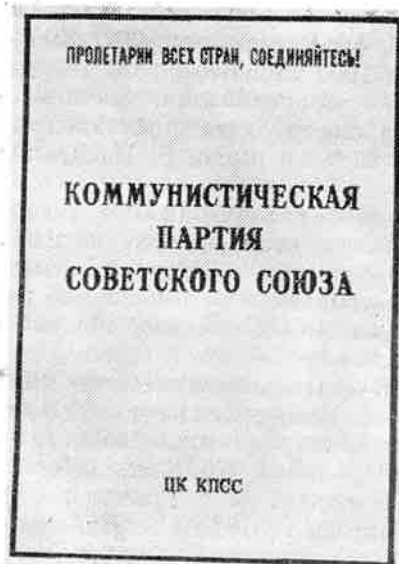 ПРОЛЕТАРИИ ВСЕХ СТРАН, СОЕДИНЯЙТЕСЬ!
КОММУНИСТИЧЕСКАЯ
ПАРТИЯ
СОВЕТСКОГО СОЮЗА
ЦК КПСС